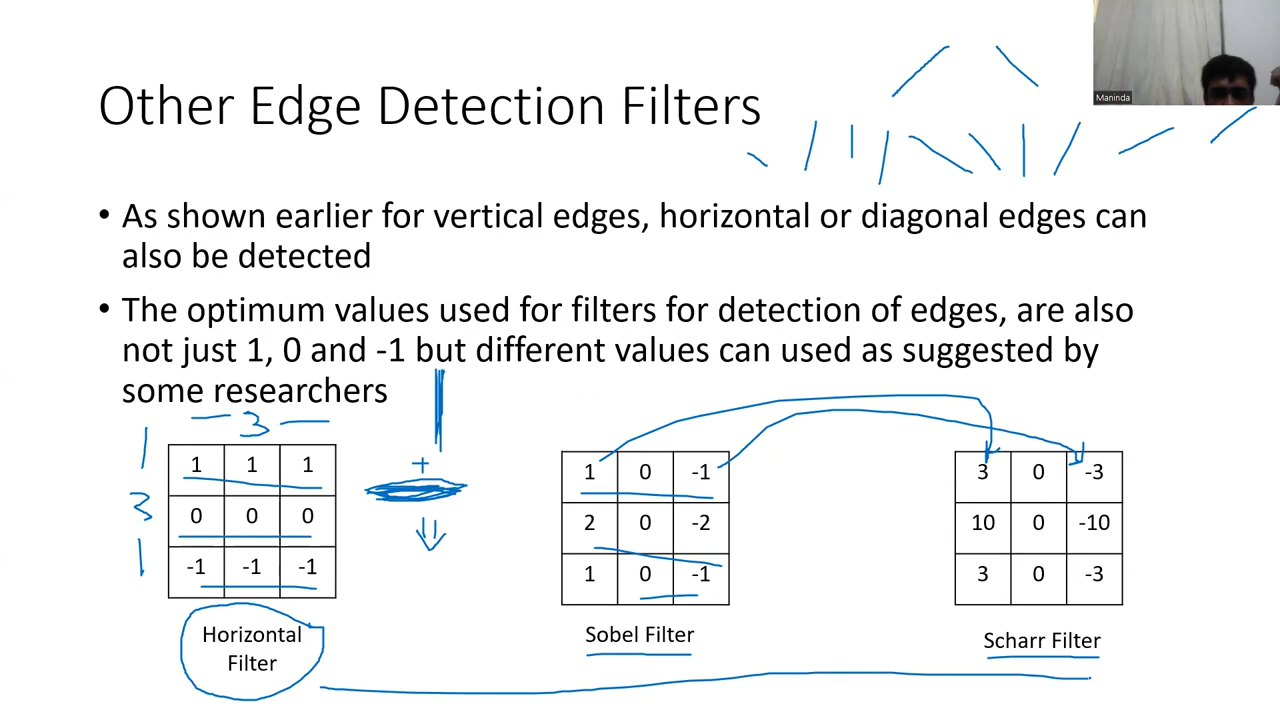 Maninda
Other Edge Detection Filters
• As shown earlier for vertical edges, horizontal or diagonal edges can
also be detected
• The optimum values used for filters for detection of edges, are also
not just 1, 0 and -1 but different values can used as suggested by
some researchers
3
1
3
1
+
1 1 1
0 0 0
-1 -1 -1
Horizontal
Filter
1 0 -1
2 0 -2
1 0 -1
Sobel Filter
3 0 -3
10 0 -10
3 0 -3
Scharr Filter